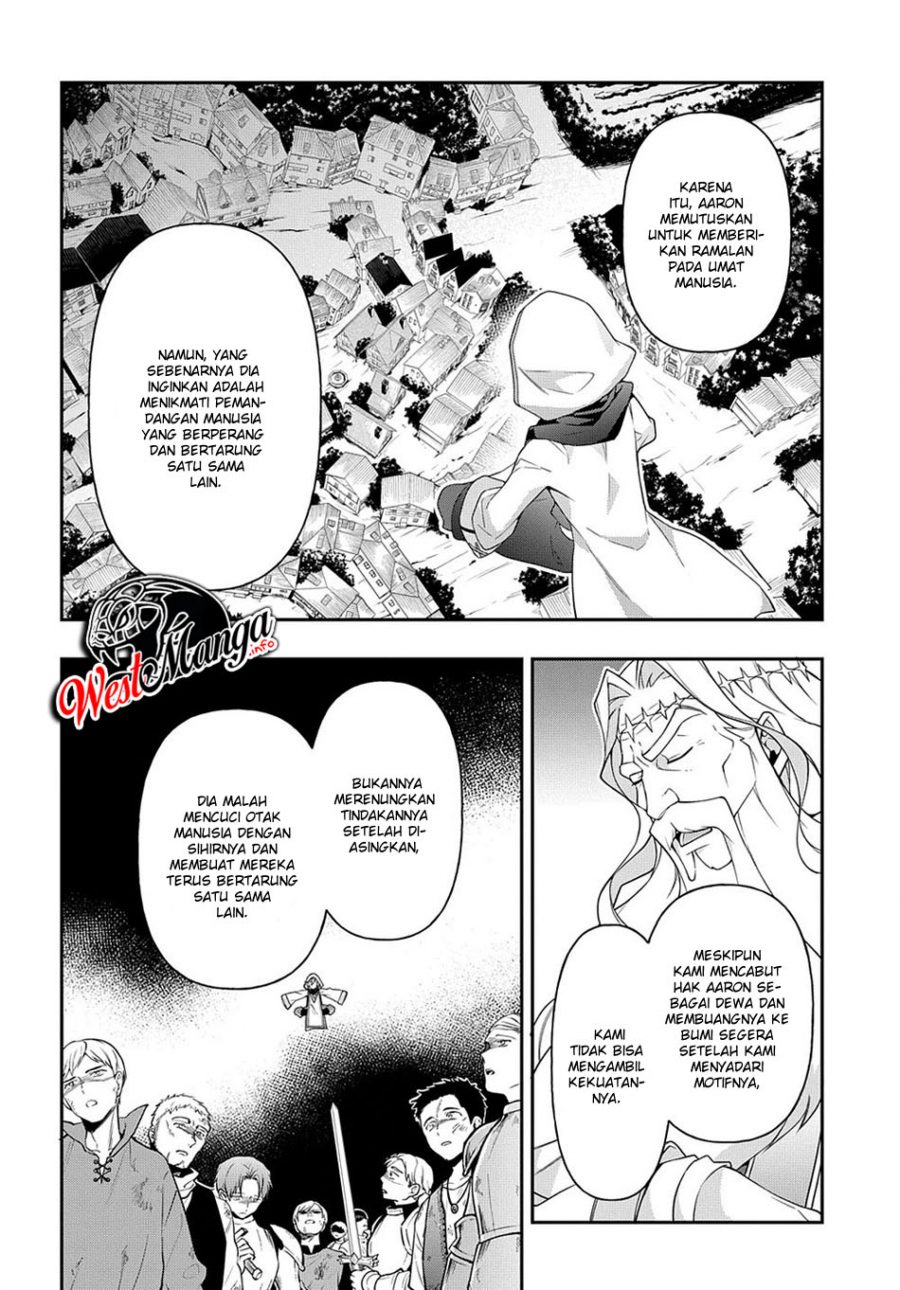 KARENA
ITU, AARON
MEMUTUSKAN
UNTUK MEMBERI-
KAN RAMALAN
PADA UMAT
MANUSIA.
NAMUN, YANG
SEBENARNYA DIA
INGINKAN ADALAH
MENIKMATI PEMAN-
DANGAN MANUSIA
YANG BERPERANG
DAN BERTARUNG
SATU SAMA
LAIN.
WestManga
.info
MESKIPUN
KAMI MENCABUT
HAK AARON SE-
BAGAI DEWA DAN
MEMBUANGNYA KE
BUMI SEGERA
SETELAH KAMI
MENYADARI
MOTIFNYA,
KAMI
TIDAK BISA
MENGAMBIL
KEKUATAN-
NYA.
BUKANNYA
MERENUNGKAN
TINDAKANNYA
SETELAH DI-
ASINGKAN,
DIA MALAH
MENCUCI OTAK
MANUSIA DENGAN
SIHIRNYA DAN
MEMBUAT MEREKA
TERUS BERTARUNG
SATU SAMA
LAIN.